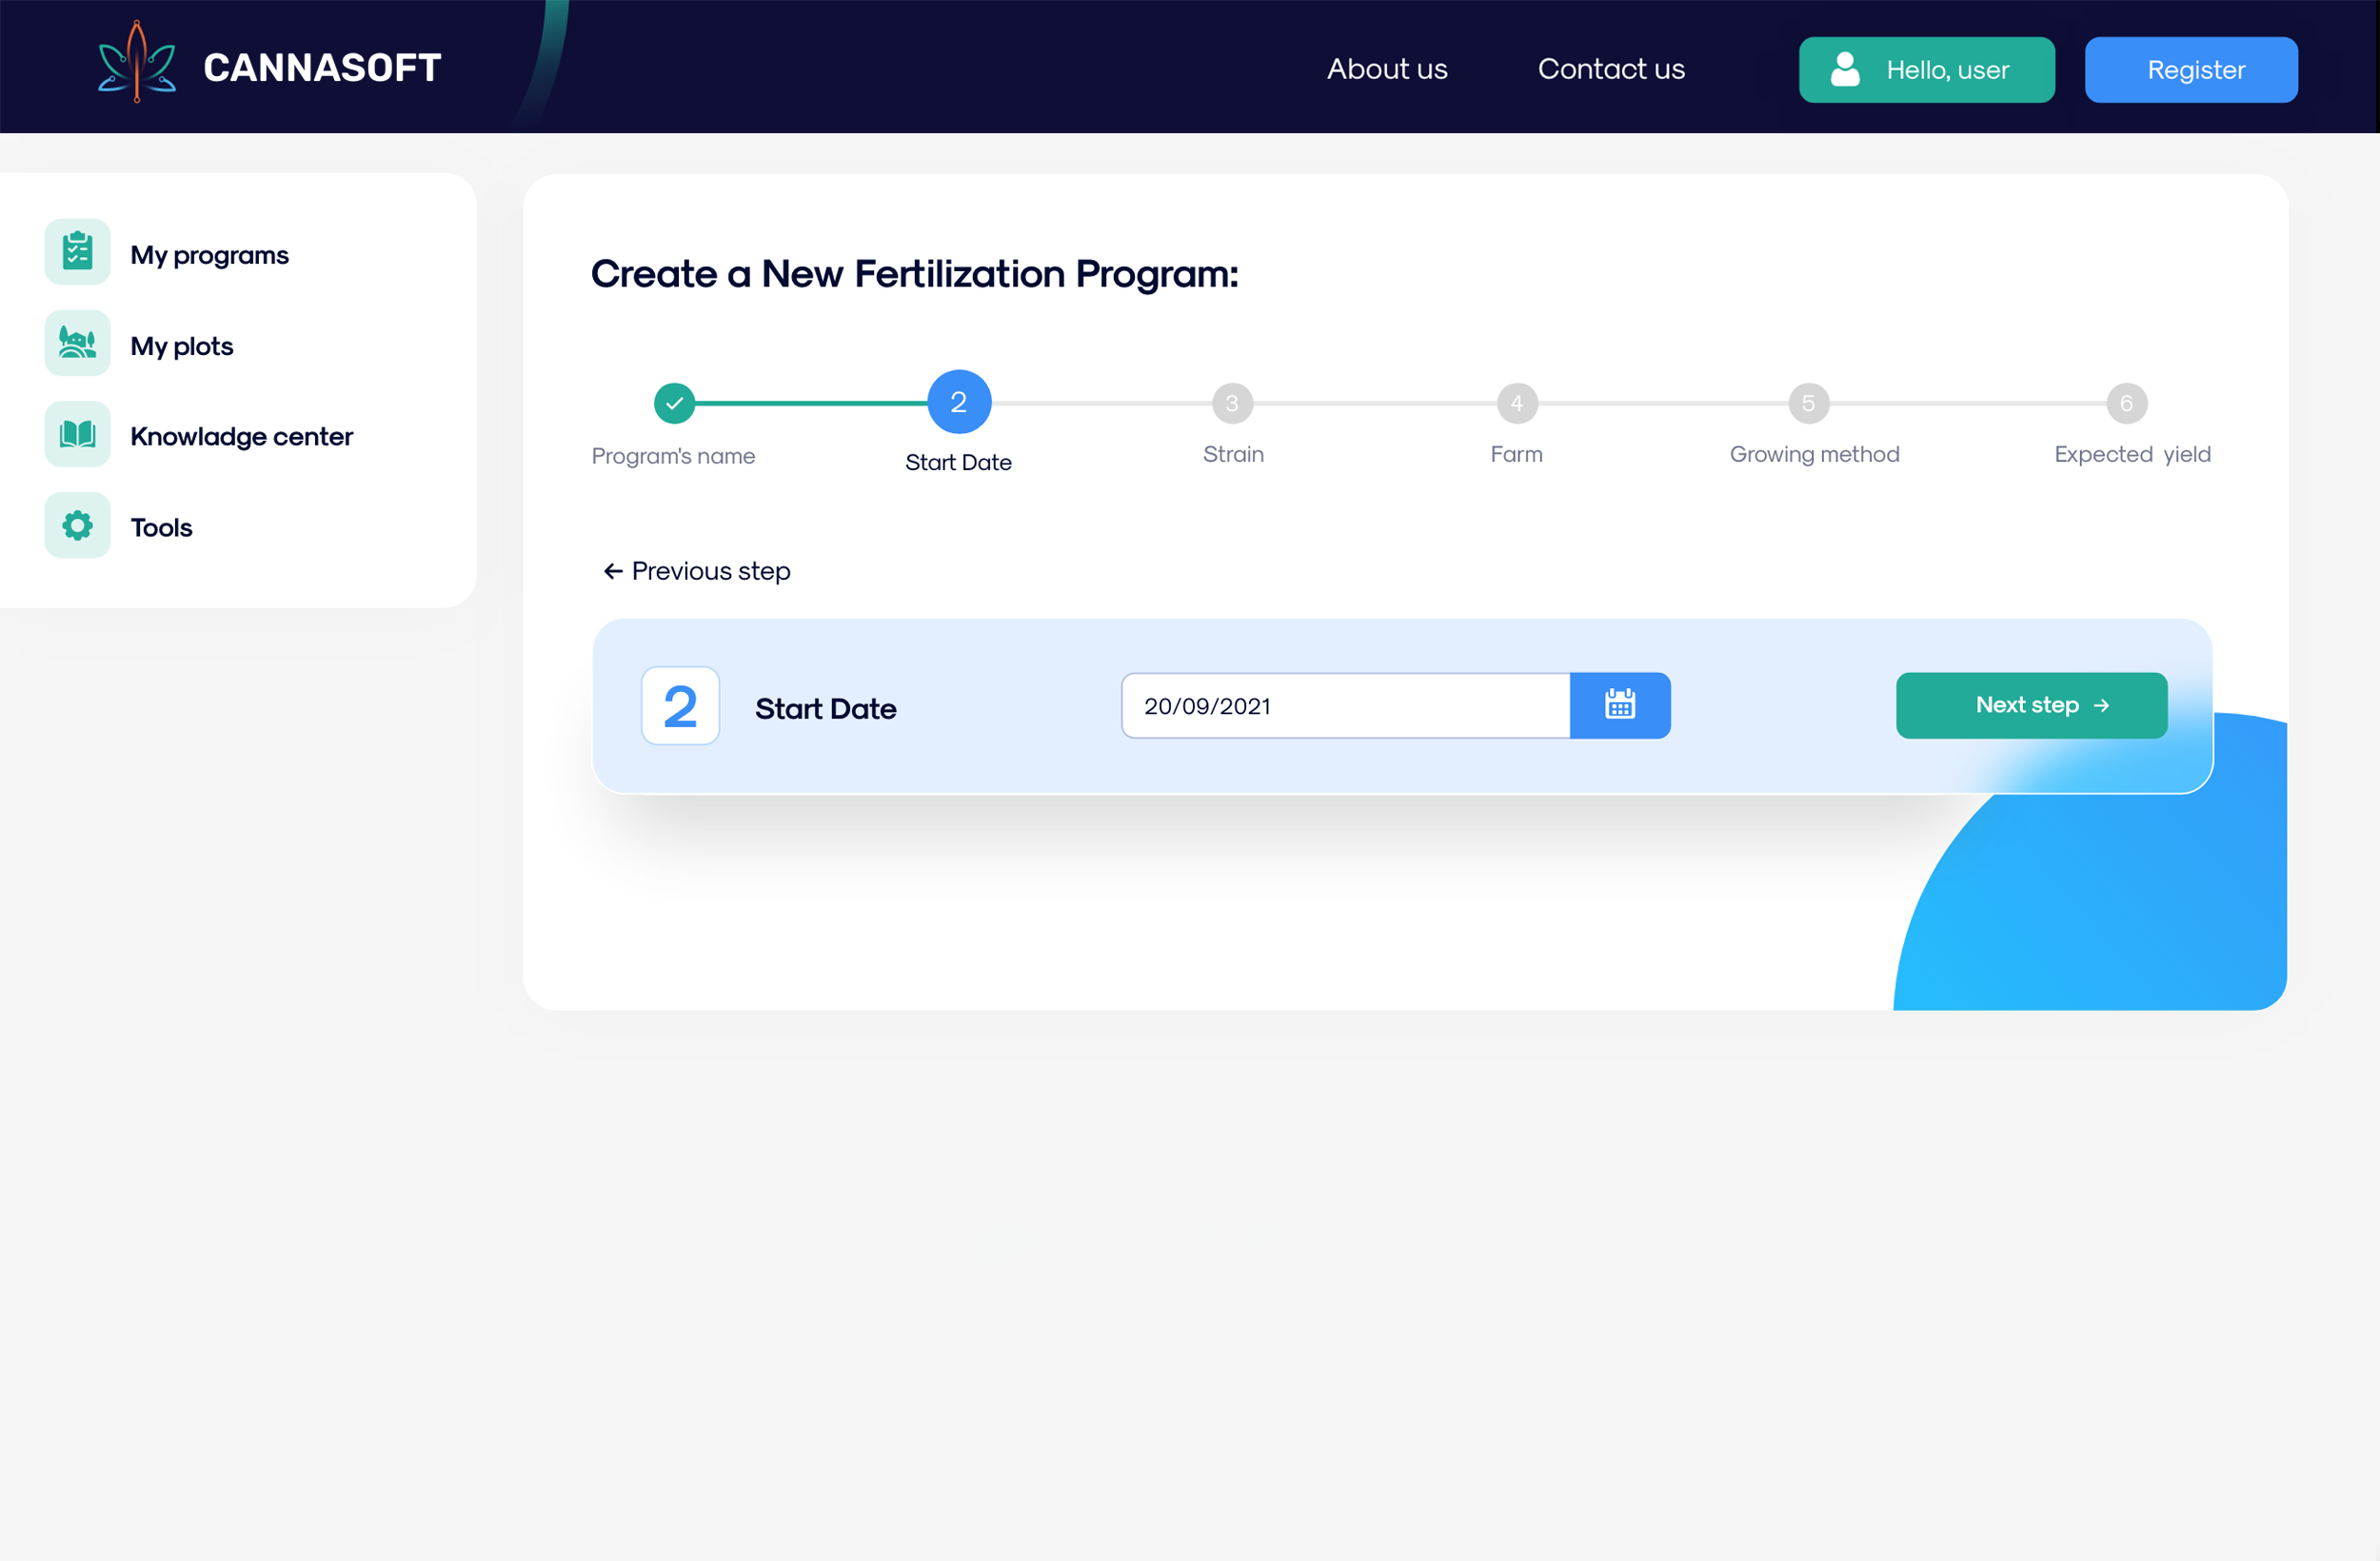 CANNASOFT
About us
Contact us
Hello, user
Register
My programs
My plots
Knowladge center
Tools
Create a New Fertilization Program:
2
3
4
5
6
Program's name
Start Date
Strain
Farm
Growing method
Expected yield
← Previous step
2
Start Date
20/09/2021
Next step →